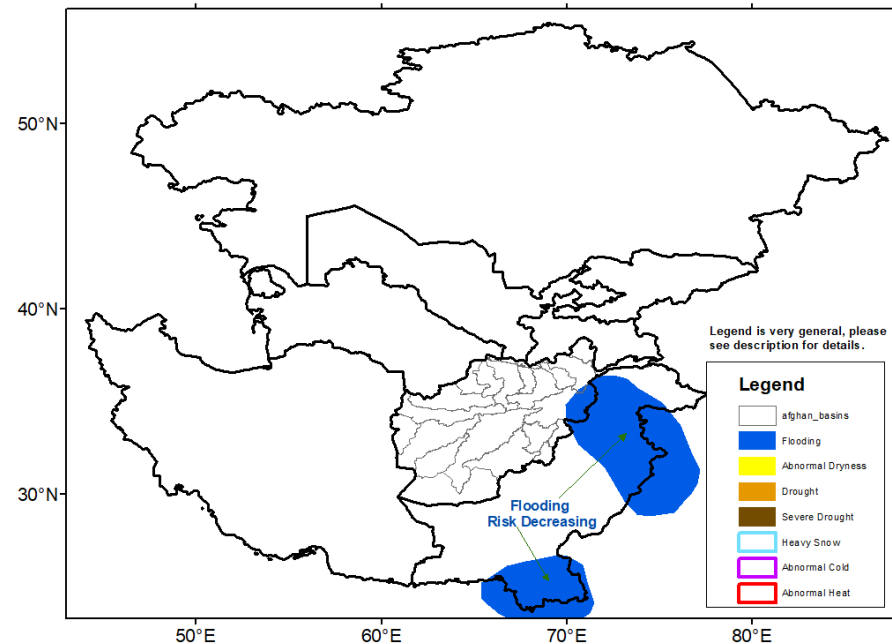 50°N
40°N
30°N
50°E
60°E
70°E
80°E
Flooding
Risk Decreasing
Legend is very general, please
see description for details.
Legend
afghan_basins
Flooding
Abnormal Dryness
Drought
Severe Drought
Heavy Snow
Abnormal Cold
Abnormal Heat